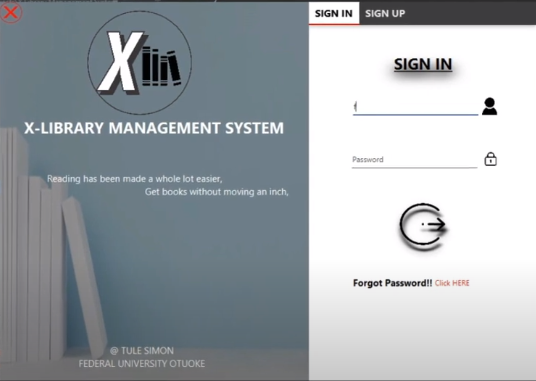 SIGN IN SIGN UP
X
X-LIBRARY MANAGEMENT SYSTEM
Reading has been made a whole lot easier,
Get books without moving an inch,
@ TULE SIMON
FEDERAL UNIVERSITY OTUOKE
SIGN IN
Password
Forgot Password!! Click HERE